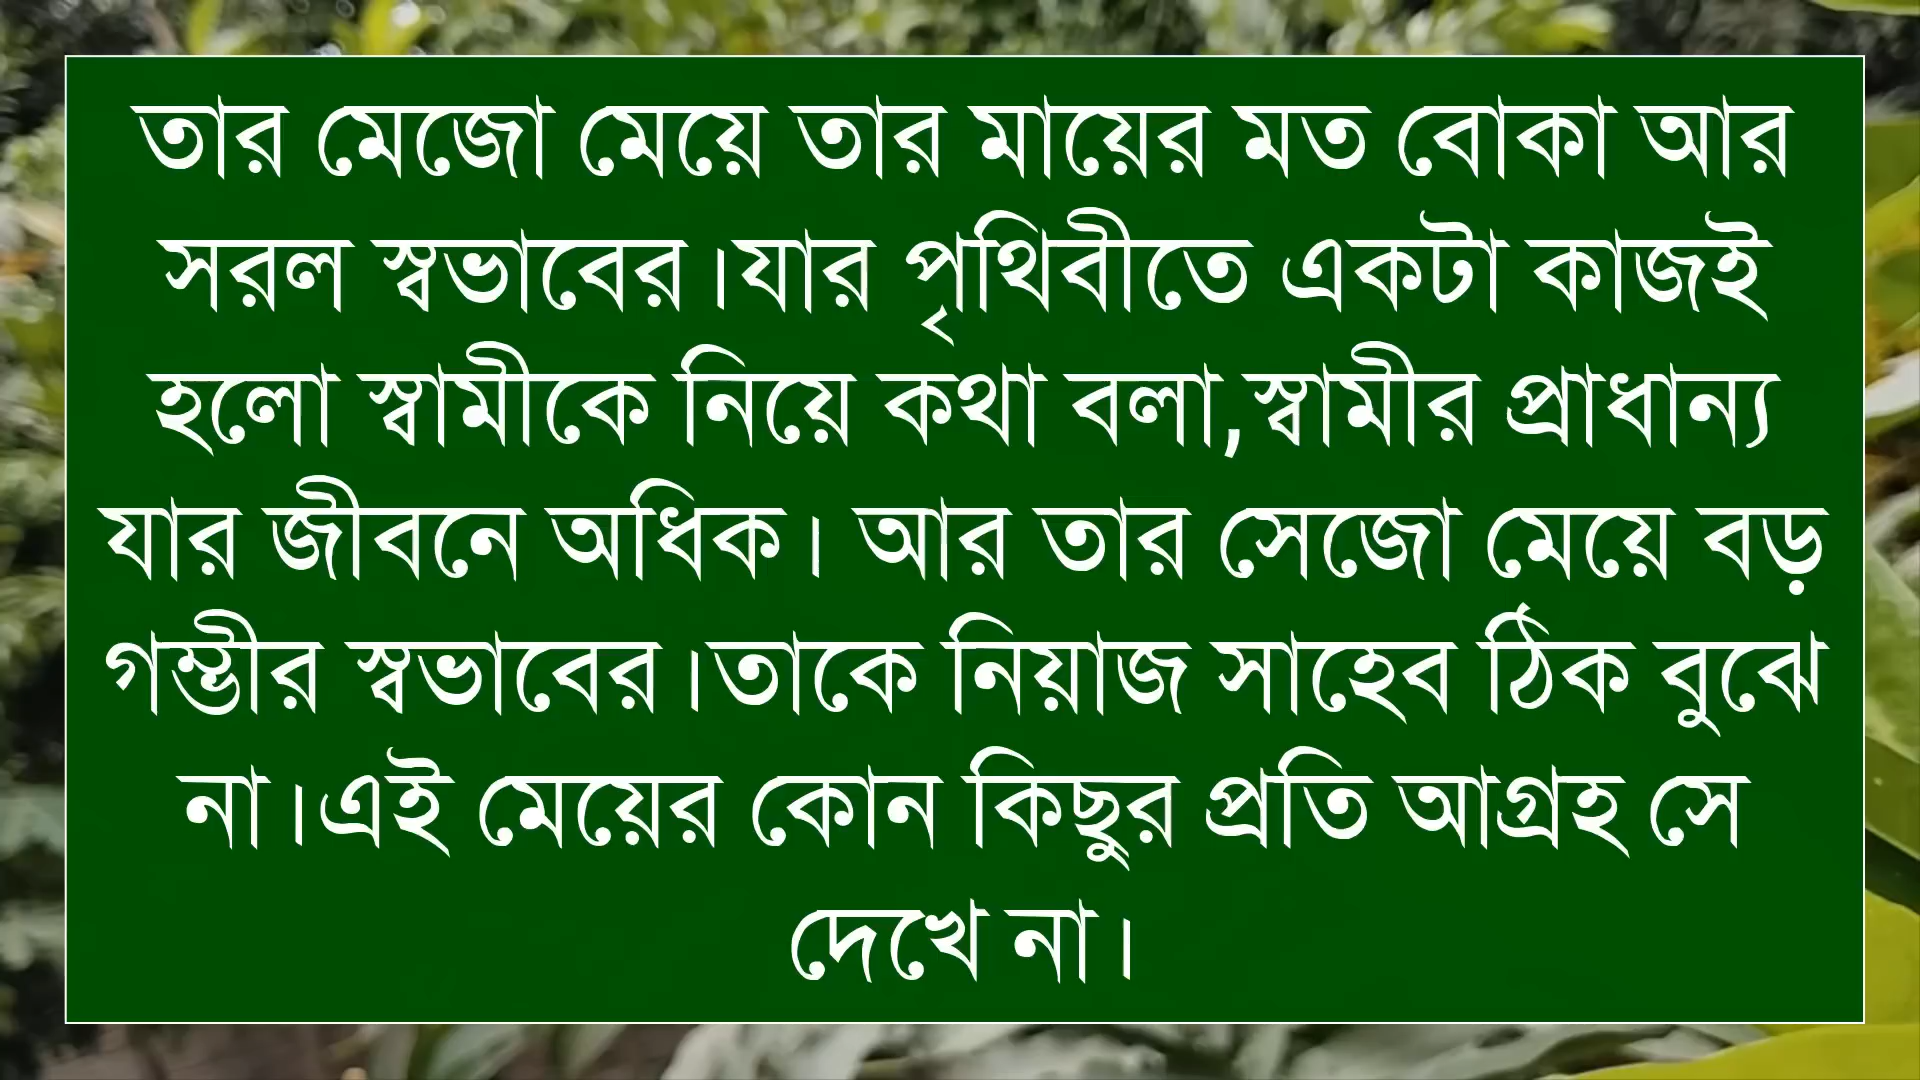 তার মেজো মেয়ে তার মায়ের মত বোকা আর
সরল স্বভাবের।যার পৃথিবীতে একটা কাজই
হলো স্বামীকে নিয়ে কথা বলা,স্বামীর প্রাধান্য
যার জীবনে অধিক। আর তার সেজো মেয়ে বড়
গম্ভীর স্বভাবের।তাকে নিয়াজ সাহেব ঠিক বুঝে
না।এই মেয়ের কোন কিছুর প্রতি আগ্রহ সে
দেখে না।